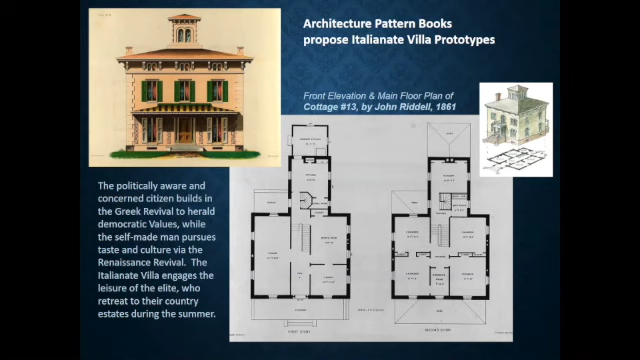 Architecture Pattern Books
propose Italianate Villa Prototypes
Front Elevation & Main Floor Plan of
Cottage #13, by John Riddell, 1861
The politically aware and
concerned citizen builds in
the Greek Revival to herald
democratic Values, while
the self-made man pursues
taste and culture via the
Renaissance Revival. The
Italianate Villa engages the
leisure of the elite, who
retreat to their country
estates during the summer.
FIRST STORY
SECOND STORY